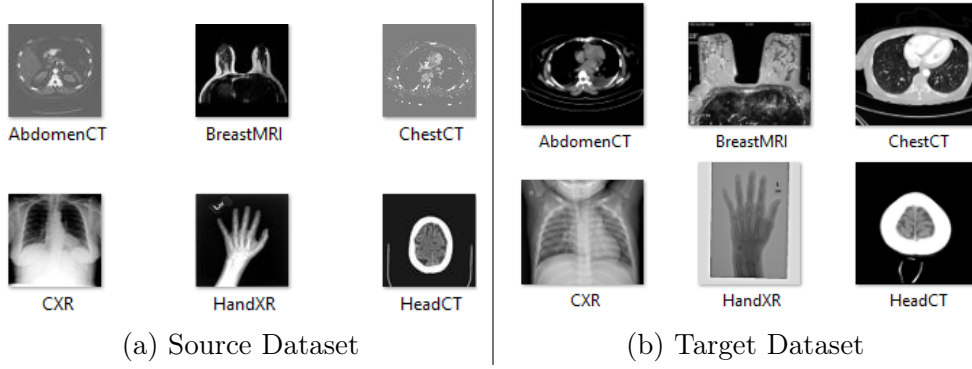 AbdomenCT BreastMRI ChestCT
CXR HandXR HeadCT
(a) Source Dataset
AbdomenCT BreastMRI ChestCT
CXR HandXR HeadCT
(b) Target Dataset